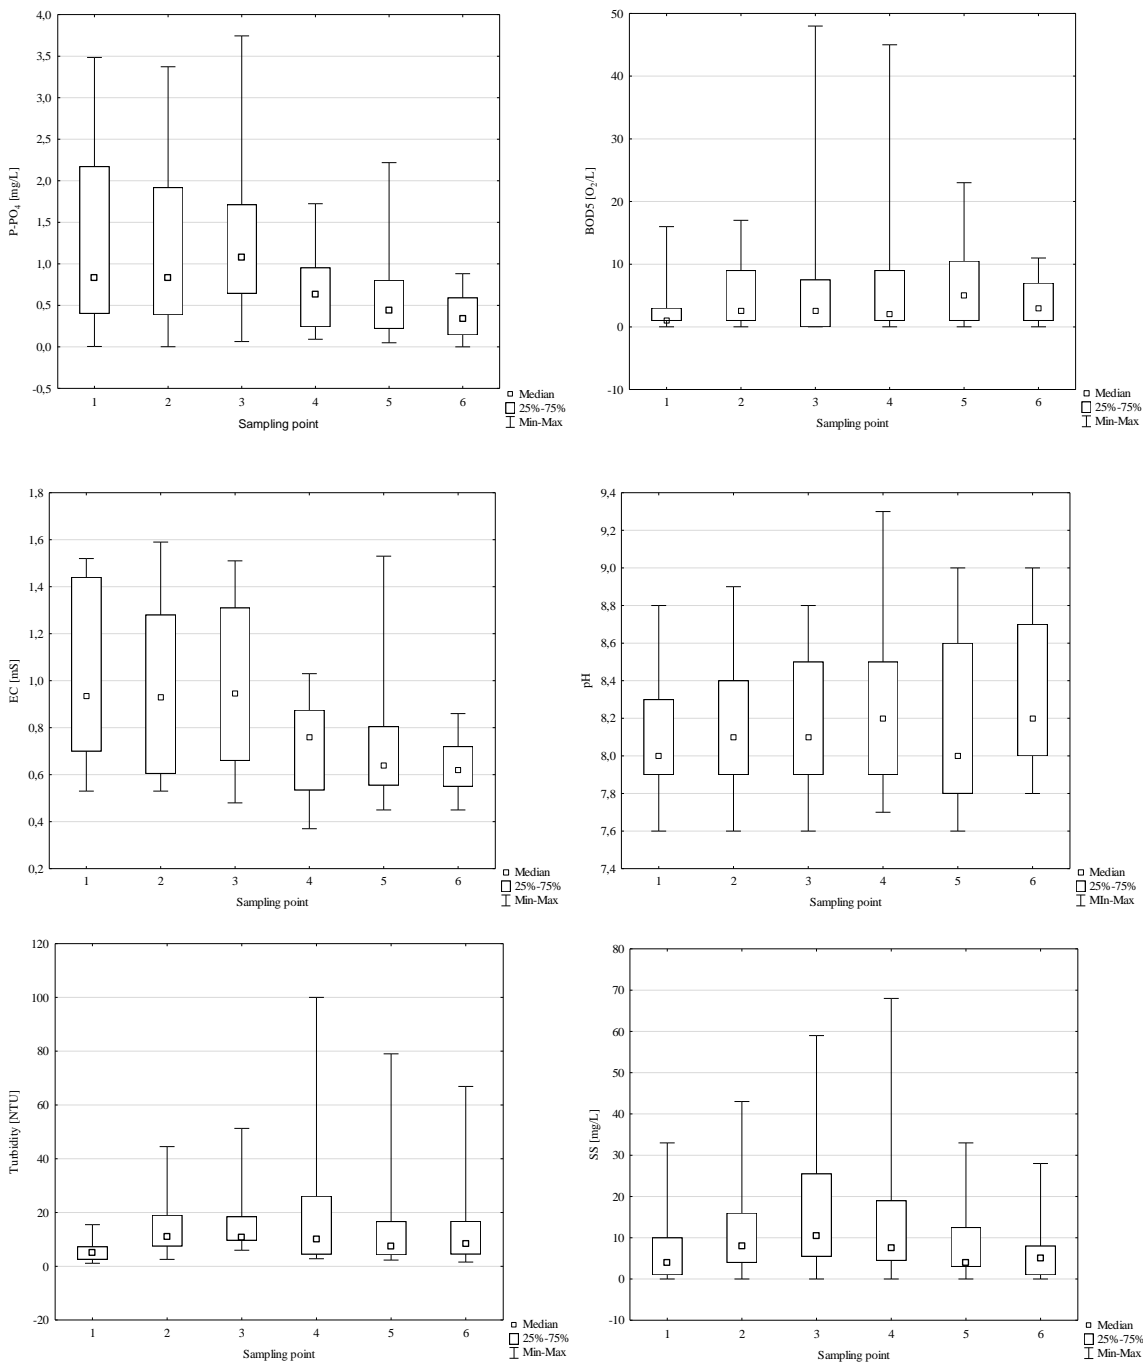 4,0
3,5
3,0
2,5
2,0
1,5
1,0
0,5
0,0
-0,5
P-PO4 [mg/L]
1 2 3 4 5 6
Sampling point
Median
25%-75%
Min-Max
50
40
30
20
10
0
-10
BOD5 [O2/L]
1 2 3 4 5 6
Sampling point
Median
25%-75%
Min-Max
1,8
1,6
1,4
1,2
1,0
0,8
0,6
0,4
0,2
EC [mS]
1 2 3 4 5 6
Sampling point
Median
25%-75%
Min-Max
9,4
9,2
9,0
8,8
8,6
8,4
8,2
8,0
7,8
7,6
7,4
pH
1 2 3 4 5 6
Sampling point
Median
25%-75%
MIn-Max
120
100
80
60
40
20
0
-20
Turbidity [NTU]
1 2 3 4 5 6
Sampling point
Median
25%-75%
Min-Max
80
70
60
50
40
30
20
10
0
-10
SS [mg/L]
1 2 3 4 5 6
Sampling point
Median
25%-75%
Min-Max